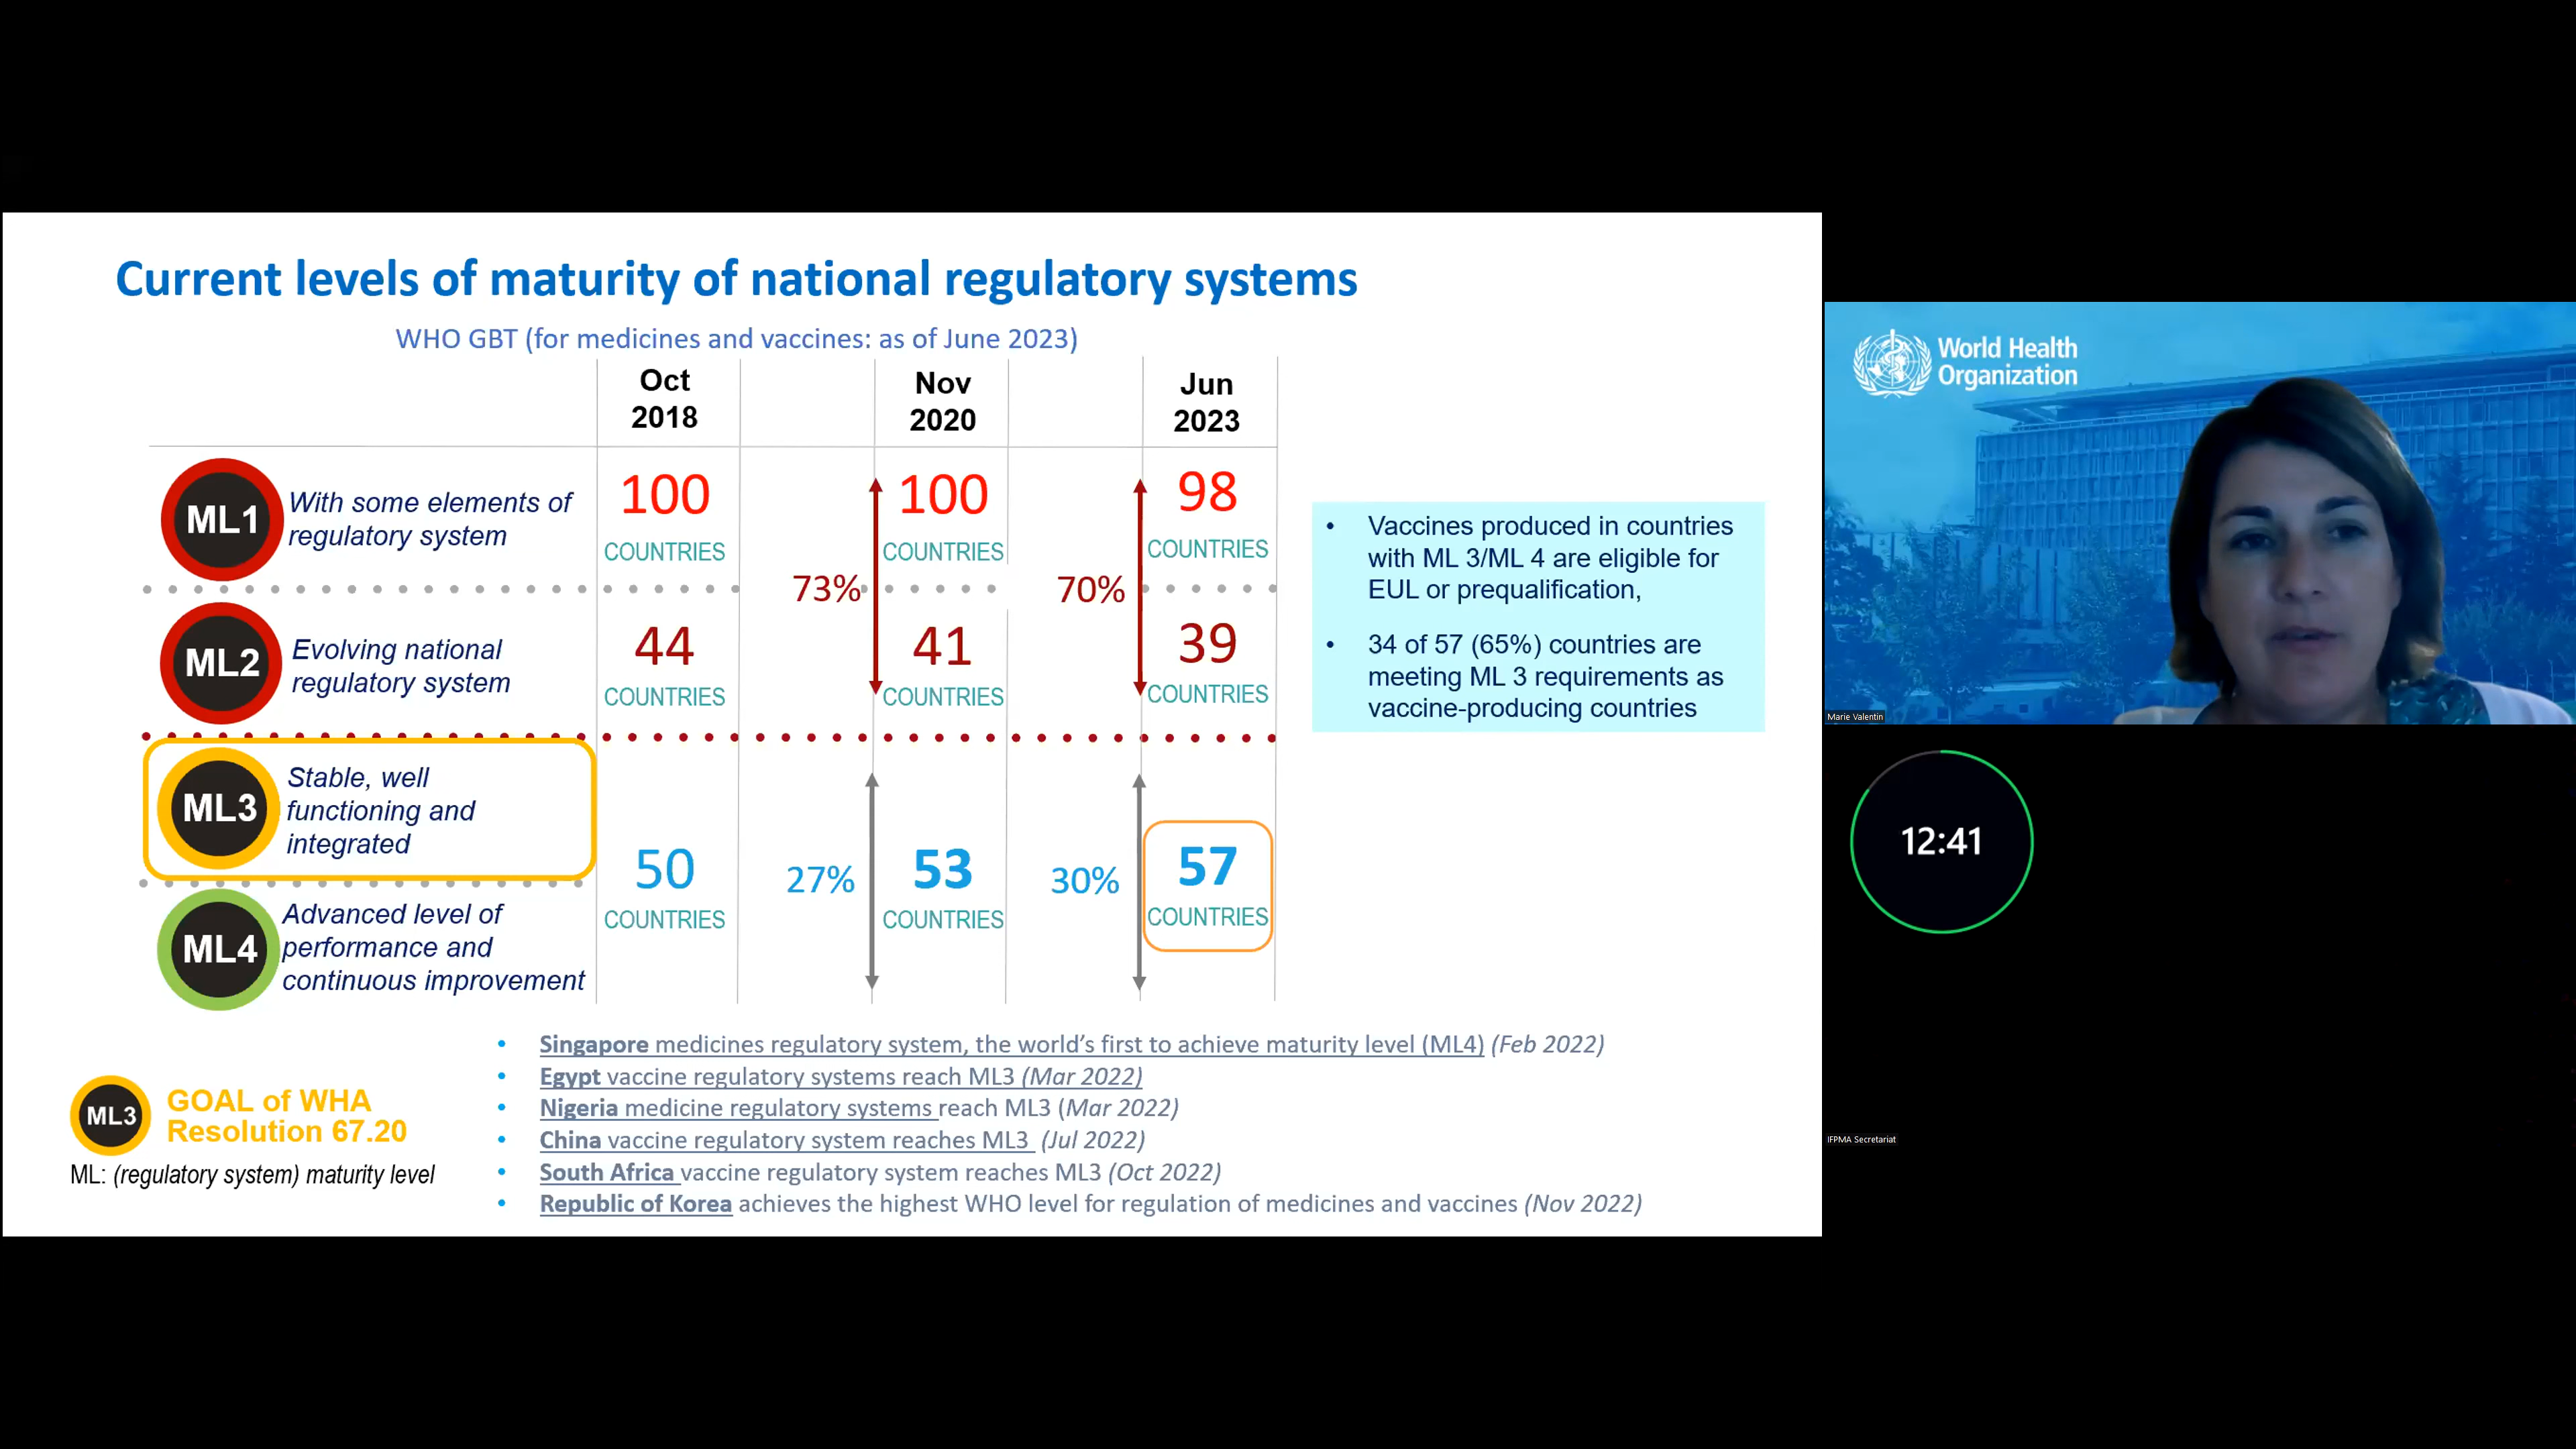 Current levels of maturity of national regulatory systems
WHO GBT (for medicines and vaccines: as of June 2023)
Oct
2018
Nov
2020
Jun
2023
ML1
With some elements of
regulatory system
100
COUNTRIES
100
COUNTRIES
98
COUNTRIES
73%
70%
ML2
Evolving national
regulatory system
44
COUNTRIES
41
COUNTRIES
39
COUNTRIES
ML3
Stable, well
functioning and
integrated
ML4
Advanced level of
performance and
continuous improvement
50
COUNTRIES
27%
53
COUNTRIES
30%
57
COUNTRIES
• Vaccines produced in countries
with ML 3/ML 4 are eligible for
EUL or prequalification,
• 34 of 57 (65%) countries are
meeting ML 3 requirements as
vaccine-producing countries
ML3
GOAL of WHA
Resolution 67.20
ML: (regulatory system) maturity level
• Singapore medicines regulatory system, the world’s first to achieve maturity level (ML4) (Feb 2022)
• Egypt vaccine regulatory systems reach ML3 (Mar 2022)
• Nigeria medicine regulatory systems reach ML3 (Mar 2022)
• China vaccine regulatory system reaches ML3 (Jul 2022)
• South Africa vaccine regulatory system reaches ML3 (Oct 2022)
• Republic of Korea achieves the highest WHO level for regulation of medicines and vaccines (Nov 2022)
World Health
Organization
Marie Valentin
12:41
IFPMA Secretariat